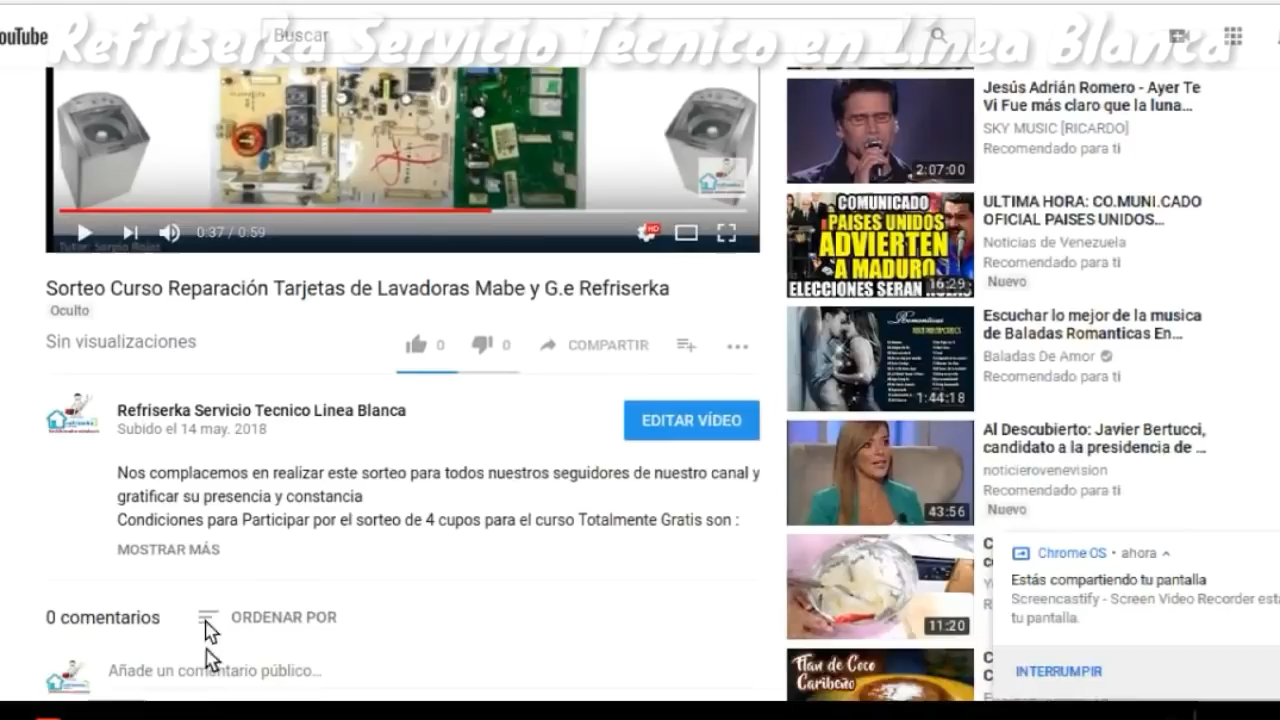 ouTube
Refriserka Servicio Técnico en Línea Blanca
Buscar
0:37 / 0:59
HD
Tutor: Sergio Rojas
Sorteo Curso Reparación Tarjetas de Lavadoras Mabe y G.e Refriserka
Oculto
Sin visualizaciones
0
0
COMPARTIR
Refriserka Servicio Tecnico Linea Blanca
Subido el 14 may. 2018
EDITAR VÍDEO
Nos complacemos en realizar este sorteo para todos nuestros seguidores de nuestro canal y
gratificar su presencia y constancia
Condiciones para Participar por el sorteo de 4 cupos para el curso Totalmente Gratis son :
MOSTRAR MÁS
0 comentarios
ORDENAR POR
Añade un comentario público...
2:07:00
Jesús Adrián Romero - Ayer Te
Vi Fue más claro que la luna...
SKY MUSIC [RICARDO]
Recomendado para ti
COMUNICADO
PAISES UNIDOS
ADVIERTEN
A MADURO
16:29
ELECCIONES SERAN
ULTIMA HORA: CO.MUNI.CADO
OFICIAL PAISES UNIDOS...
Noticias de Venezuela
Recomendado para ti
Nuevo
Romanticas
1:44:18
Escuchar lo mejor de la musica
de Baladas Romanticas En...
Baladas De Amor
Recomendado para ti
43:56
Al Descubierto: Javier Bertucci,
candidato a la presidencia de ...
noticierovenevision
Recomendado para ti
Nuevo
11:20
Flan de Coco
Caribeño
Chrome OS • ahora
Estás compartiendo tu pantalla
Screencastify - Screen Video Recorder est
tu pantalla.
INTERRUMPIR